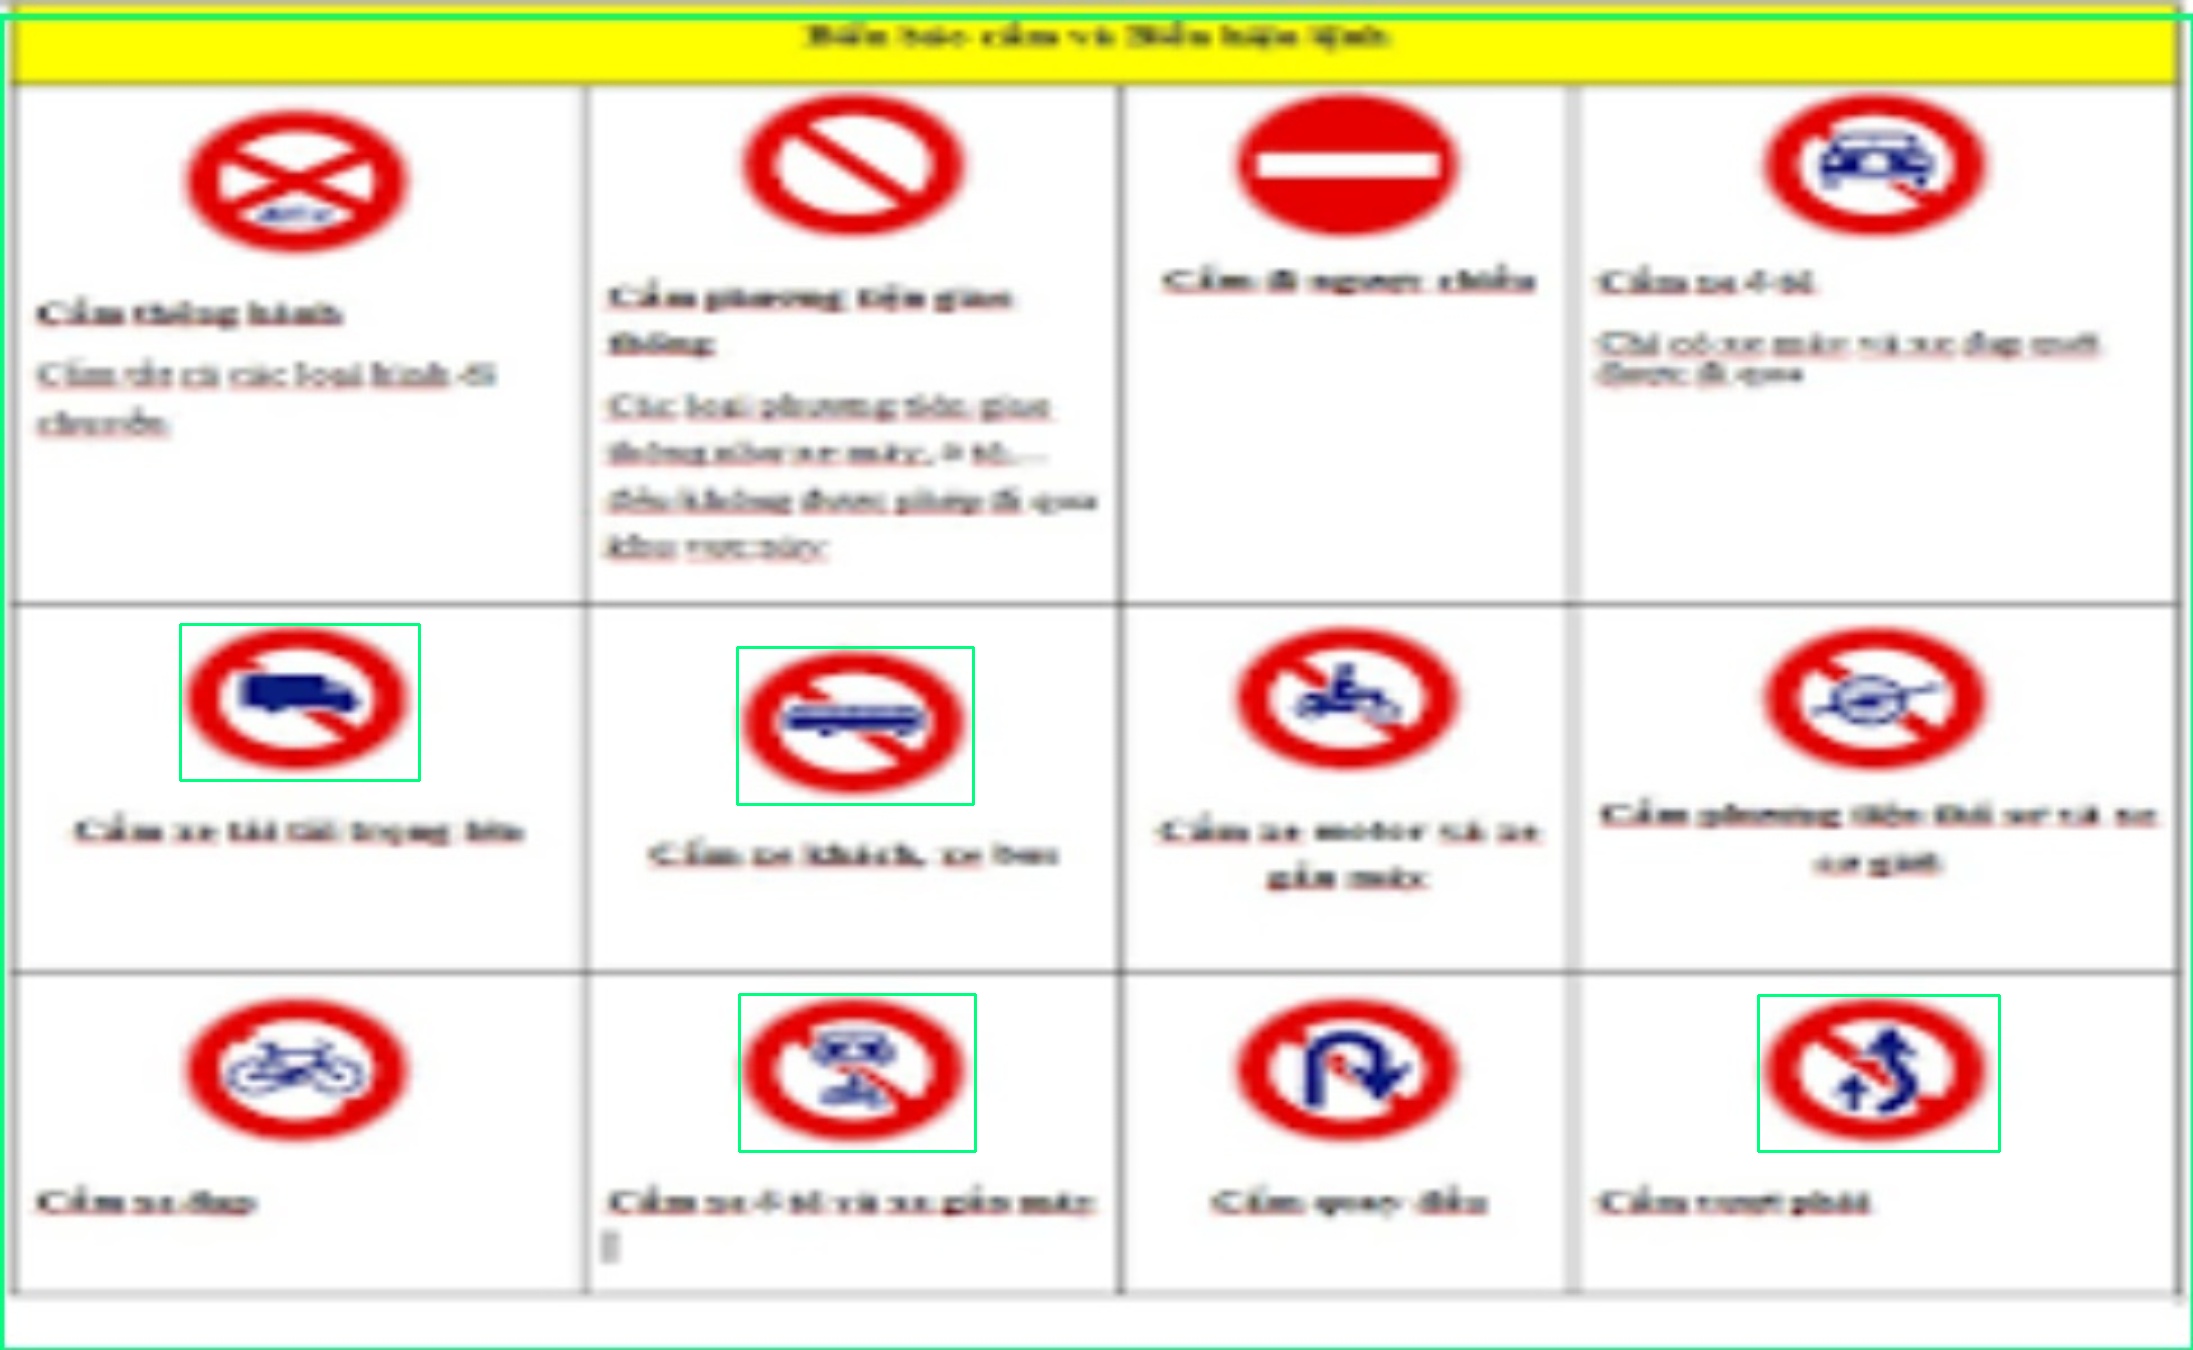 Biển báo cấm và Biển hiệu lệnh
Cấm thông hành
Cấm tất cả các loại hình di
chuyển
Cấm phương tiện giao
thông
Các loại phương tiện giao
thông như xe máy, ô tô…
đều không được phép đi qua
khu vực này
Cấm đi ngược chiều
Cấm xe ô tô
Chỉ có xe máy và xe đạp mới
được đi qua
Cấm xe tải tải trọng lớn
Cấm xe khách, xe bus
Cấm xe motor và xe
gắn máy
Cấm phương tiện thô sơ và xe
cơ giới
Cấm xe đạp
Cấm xe ô tô và xe gắn máy
Cấm quay đầu
Cấm vượt phải